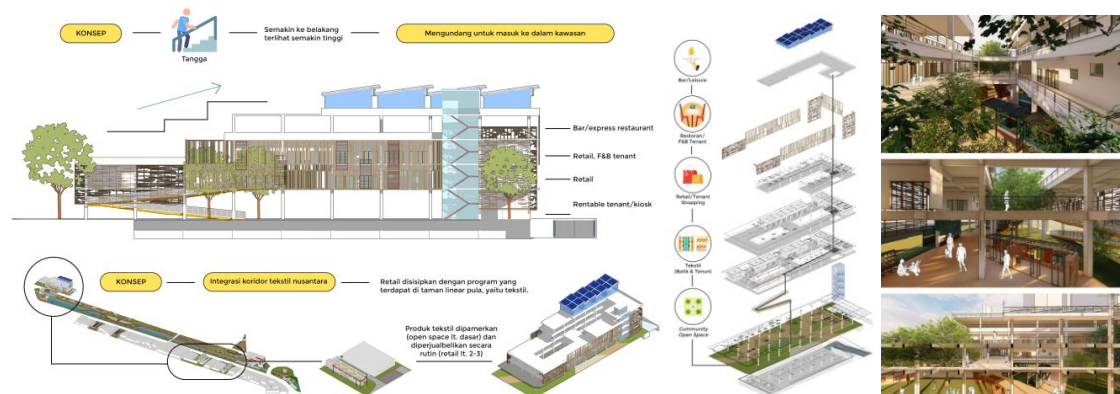 KONSEP
Tangga
Semakin ke belakang
terlihat semakin tinggi
Mengundang untuk masuk ke dalam kawasan
Bar/express restaurant
Retail, F&B tenant
Retail
Rentable tenant/kiosk
KONSEP
Integrasi koridor tekstil nusantara
Retail disisipkan dengan program yang
terdapat di taman linear pula, yaitu tekstil.
Produk tekstil dipamerkan
(open space lt. dasar) dan
diperjualbelikan secara
rutin (retail lt. 2-3)
Bar/Leisure
Restoran/
F&B Tenant
Retail/Tenant
Shopping
Tekstil
(Batik & Tenun)
Community
Open Space